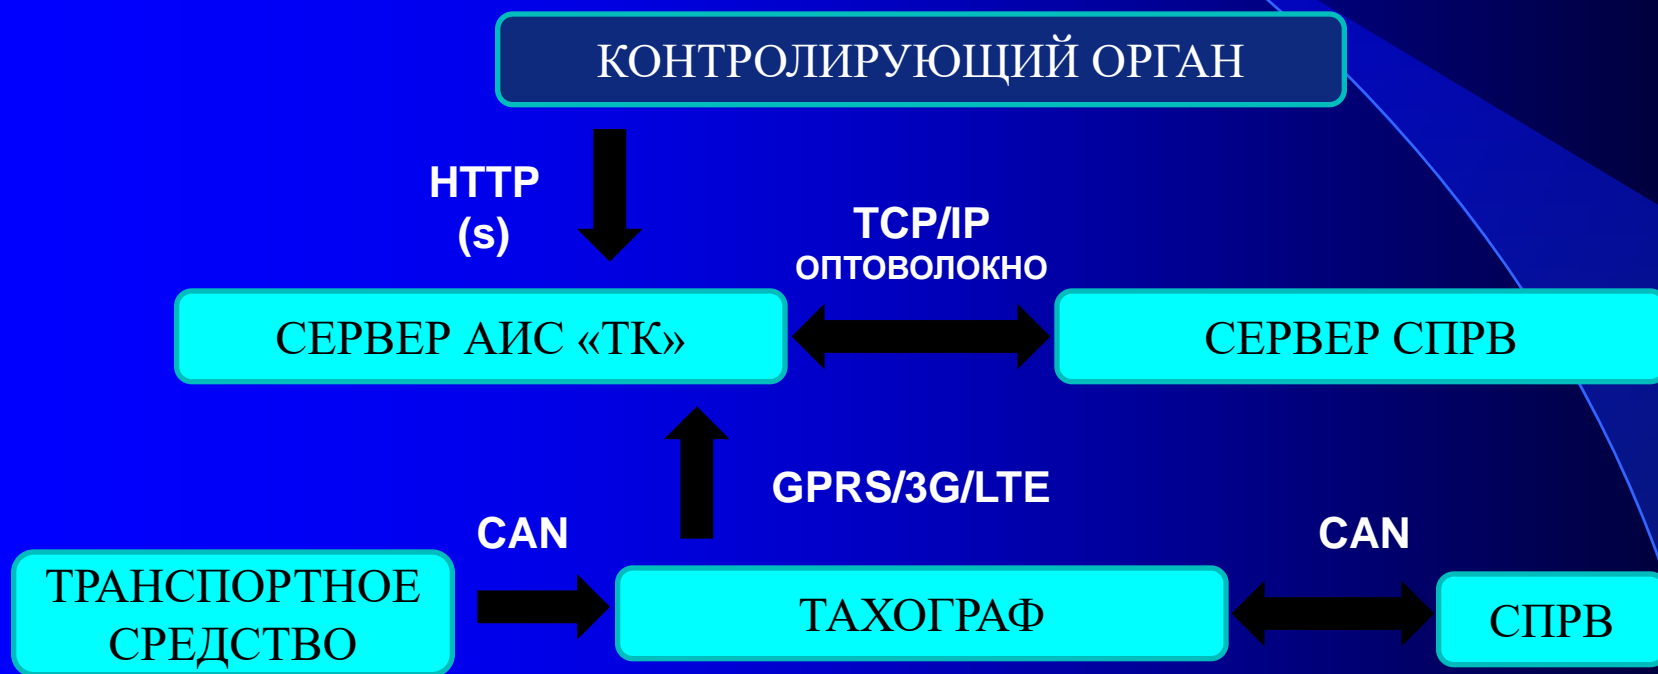 КОНТРОЛИРУЮЩИЙ ОРГАН
HTTP
(s)
TCP/IP
ОПТОВОЛОКНО
СЕРВЕР АИС «ТК»
СЕРВЕР СПРВ
GPRS/3G/LTE
CAN
CAN
ТРАНСПОРТНОЕ
СРЕДСТВО
ТАХОГРАФ
СПРВ